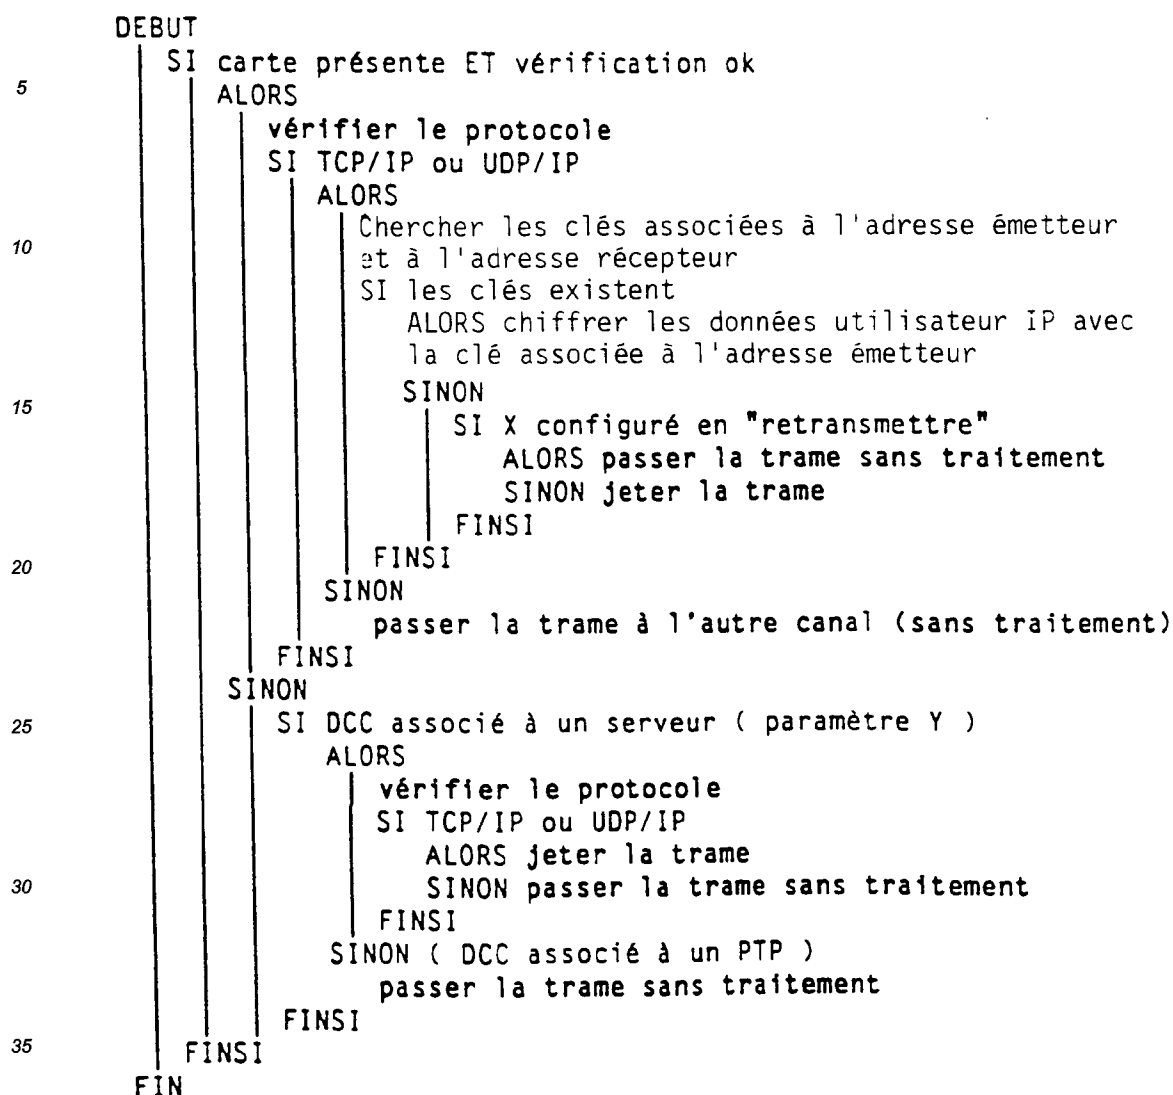 DEBUT
SI carte présente ET vérification ok
5
ALORS
vérifier le protocole
SI TCP/IP ou UDP/IP
ALORS
Chercher les clés associées à l'adresse émetteur
10
et à l'adresse récepteur
SI les clés existent
ALORS chiffrer les données utilisateur IP avec
la clé associée à l'adresse émetteur
SINON
15
SI X configuré en "retransmettre"
ALORS passer la trame sans traitement
SINON jeter la trame
FINSI
FINSI
20
SINON
passer la trame à l'autre canal (sans traitement)
FINSI
SINON
25
SI DCC associé à un serveur ( paramètre Y )
ALORS
vérifier le protocole
SI TCP/IP ou UDP/IP
ALORS jeter la trame
30
SINON passer la trame sans traitement
FINSI
SINON ( DCC associé à un PTP )
passer la trame sans traitement
FINSI
35
FINSI
FIN